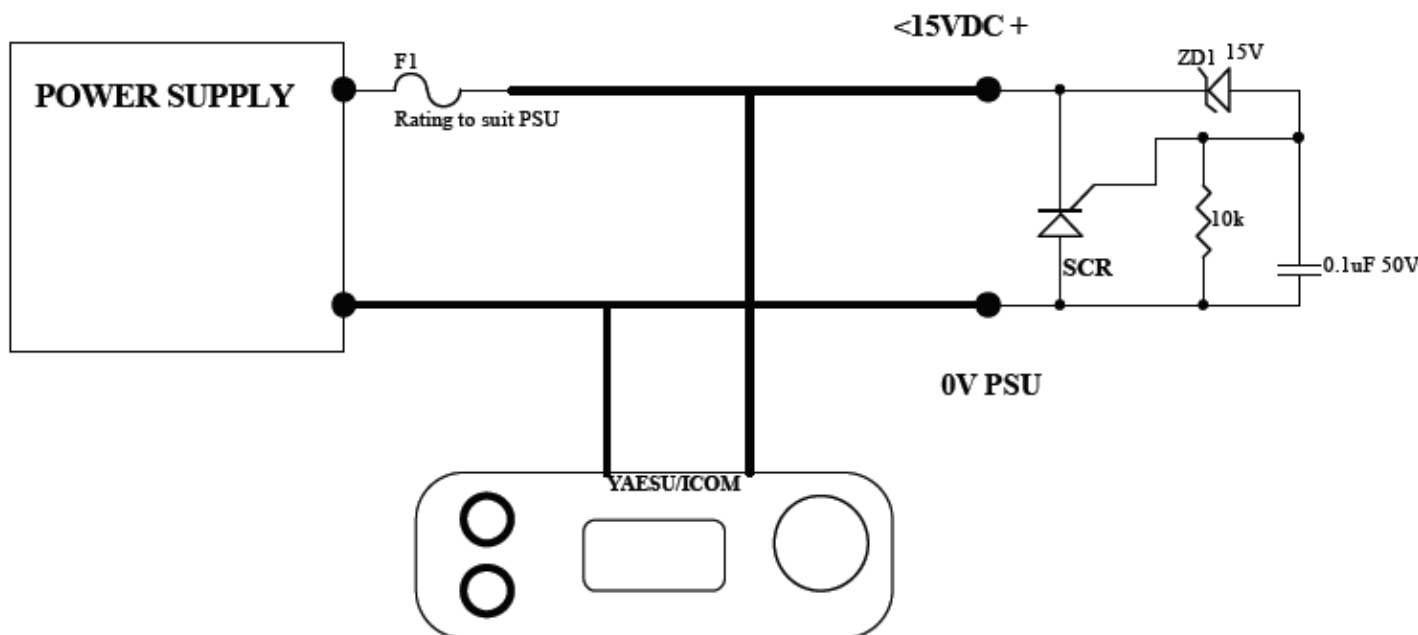 <15VDC +
ZD1 15V
F1
POWER SUPPLY
Rating to suit PSU
10k
SCR
0.1uF 50V
0V PSU
YAESU/ICOM